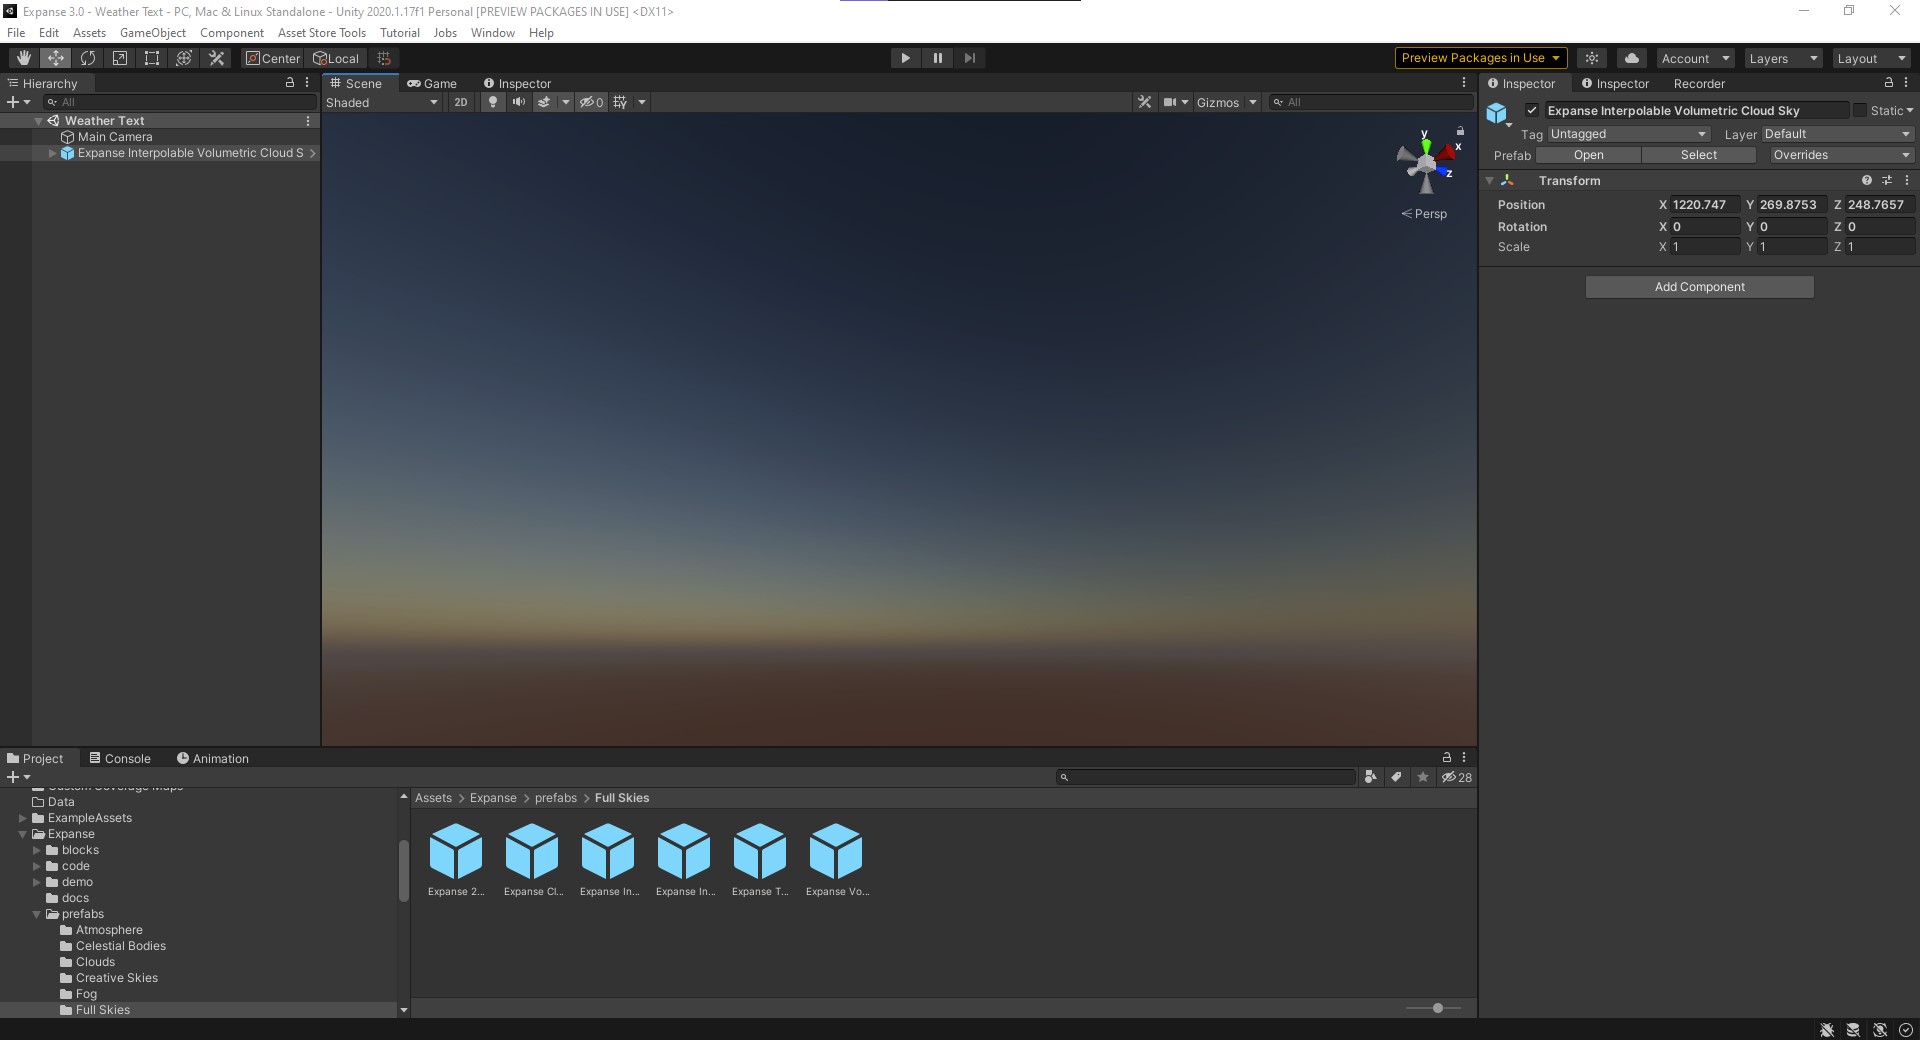 Expanse 3.0 - Weather Text - PC, Mac & Linux Standalone - Unity 2020.1.17f1 Personal [PREVIEW PACKAGES IN USE] <DX11>
File Edit Assets GameObject Component Asset Store Tools Tutorial Jobs Window Help
Center Local Preview Packages in Use Account Layers Layout
Hierarchy
All
Weather Text
Main Camera
Expanse Interpolable Volumetric Cloud S
Scene Game Inspector
Shaded 2D 0 Gizmos All
y
x
z
Persp
Inspector Inspector Recorder
Expanse Interpolable Volumetric Cloud Sky Static
Tag Untagged Layer Default
Prefab Open Select Overrides
Transform
Position X 1220.747 Y 269.8753 Z 248.7657
Rotation X 0 Y 0 Z 0
Scale X 1 Y 1 Z 1
Add Component
Project Console Animation
28
Custom Coverage Maps
Data
ExampleAssets
Expanse
blocks
code
demo
docs
prefabs
Atmosphere
Celestial Bodies
Clouds
Creative Skies
Fog
Full Skies
Assets > Expanse > prefabs > Full Skies
Expanse 2... Expanse Cl... Expanse In... Expanse In... Expanse T... Expanse Vo...